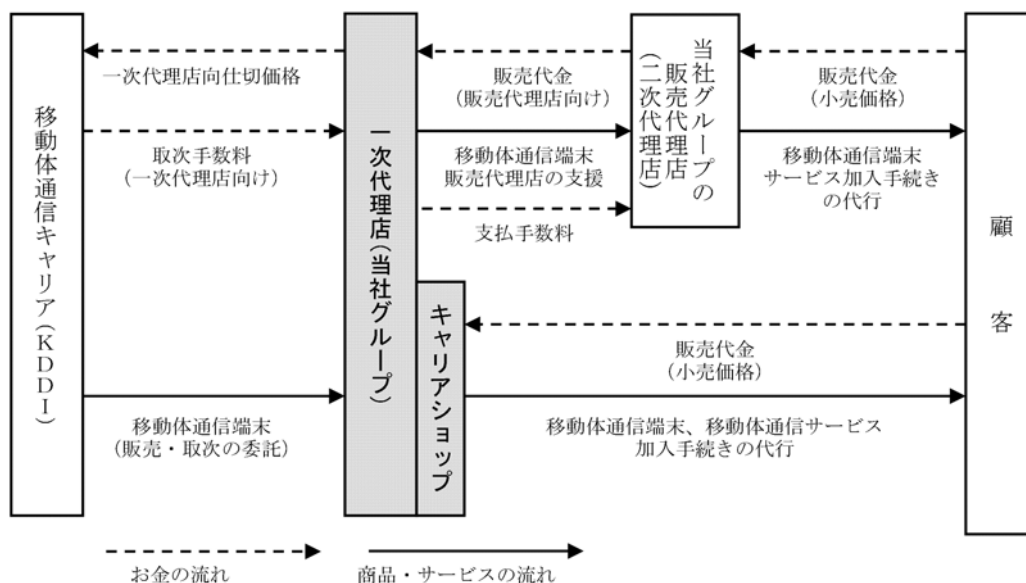 移動体通信キャリア(KDDI)
一次代理店向仕切価格
取次手数料
(一次代理店向け)
移動体通信端末
(販売・取次の委託)
一次代理店(当社グループ)
キャリアショップ
販売代金
(販売代理店向け)
移動体通信端末
販売代理店の支援
支払手数料
当社グループの
販売代理店
(二次代理店)
販売代金
(小売価格)
移動体通信端末
サービス加入手続き
の代行
販売代金
(小売価格)
移動体通信端末、移動体通信サービス
加入手続きの代行
顧客
お金の流れ
商品・サービスの流れ